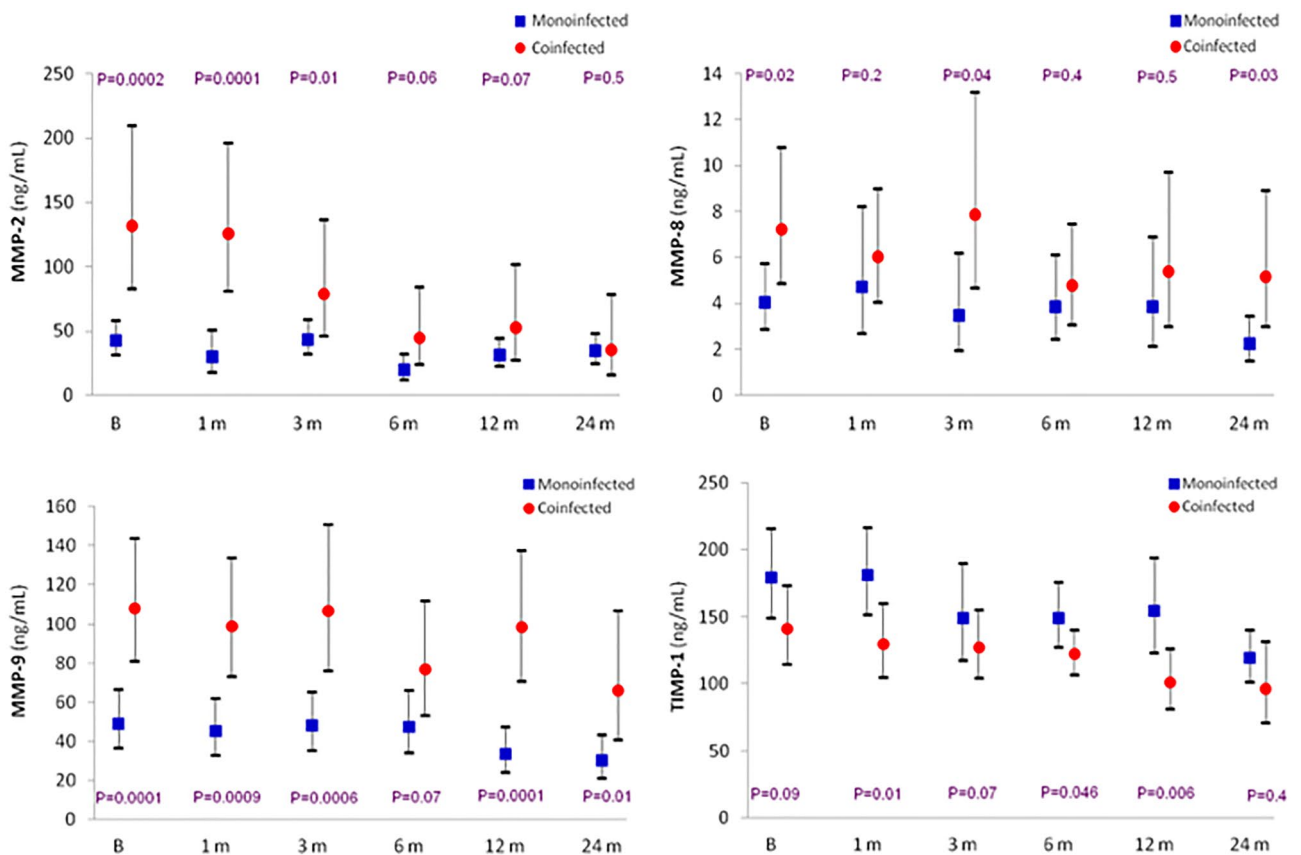 Monoinfected
Coinfected
250
P=0.0002 P=0.0001 P=0.01 P=0.06 P=0.07 P=0.5
200
150
100
50
0
MMP-2 (ng/mL)
B 1 m 3 m 6 m 12 m 24 m
Monoinfected
Coinfected
14
P=0.02 P=0.2 P=0.04 P=0.4 P=0.5 P=0.03
12
10
8
6
4
2
0
MMP-8 (ng/mL)
B 1 m 3 m 6 m 12 m 24 m
Monoinfected
Coinfected
160
140
120
100
80
60
40
20
0
MMP-9 (ng/mL)
P=0.0001 P=0.0009 P=0.0006 P=0.07 P=0.0001 P=0.01
B 1 m 3 m 6 m 12 m 24 m
Monoinfected
Coinfected
250
200
150
100
50
0
TIMP-1 (ng/mL)
P=0.09 P=0.01 P=0.07 P=0.046 P=0.006 P=0.4
B 1 m 3 m 6 m 12 m 24 m